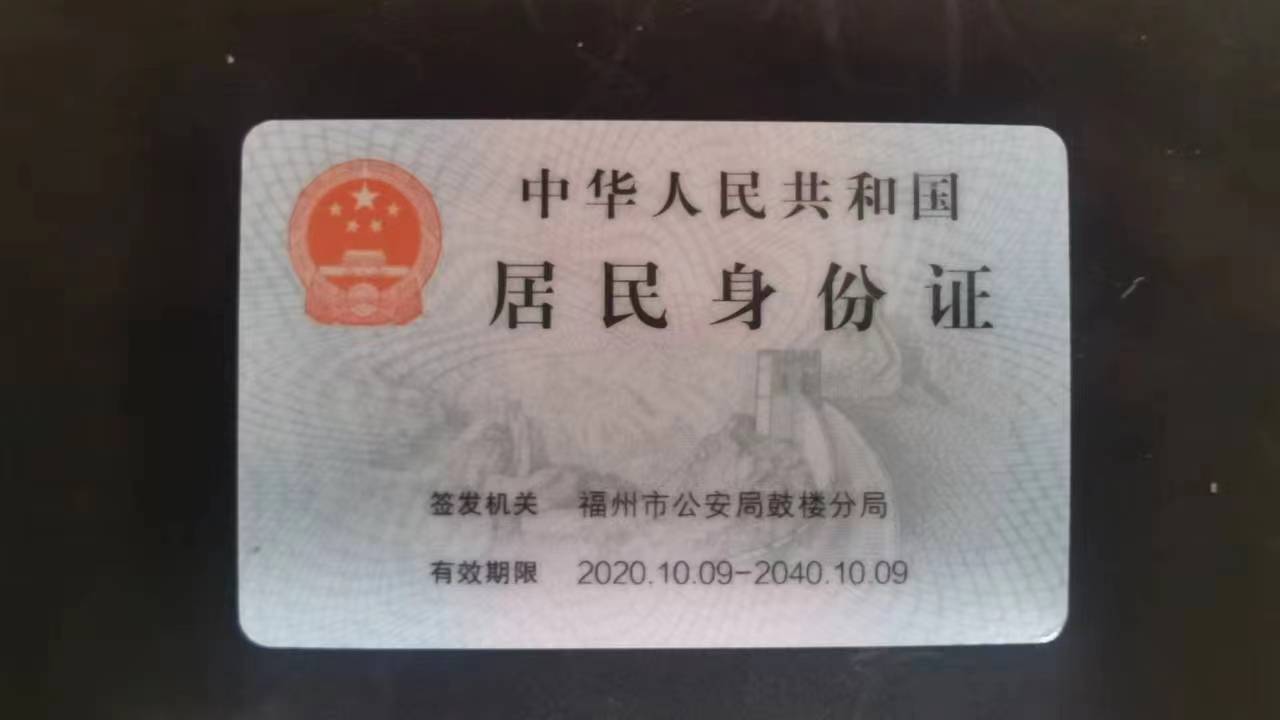 中华人民共和国
居民身份证
签发机关 福州市公安局鼓楼分局
有效期限 2020.10.09-2040.10.09